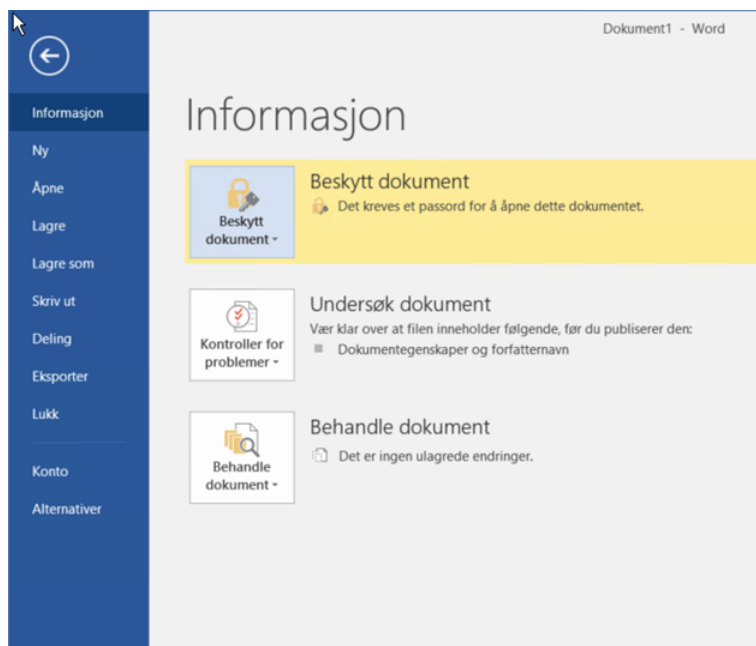 Dokument1 - Word
Informasjon
Ny
Åpne
Lagre
Lagre som
Skriv ut
Deling
Eksporter
Lukk
Konto
Alternativer
Informasjon
Beskytt
dokument
Beskytt dokument
Det kreves et passord for å åpne dette dokumentet.
Kontroller for
problemer
Undersøk dokument
Vær klar over at filen inneholder følgende, før du publiserer den:
Dokumentegenskaper og forfatternavn
Behandle
dokument
Behandle dokument
Det er ingen ulagrede endringer.